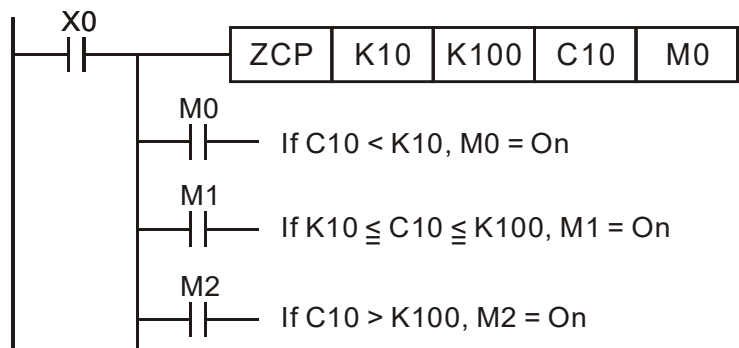 X0
ZCP K10 K100 C10 M0
M0
If C10 < K10, M0 = On
M1
If K10 ≦ C10 ≦ K100, M1 = On
M2
If C10 > K100, M2 = On